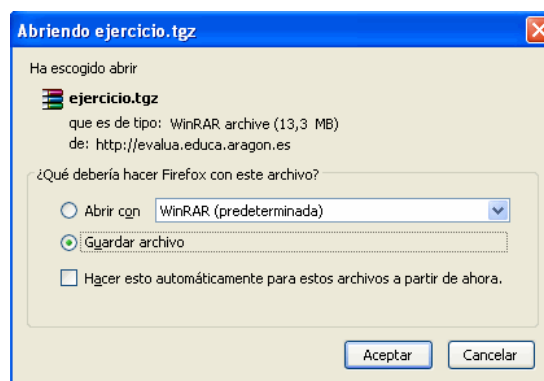 Abriendo ejercicio.tgz
Ha escogido abrir
ejercicio.tgz
que es de tipo: WinRAR archive (13,3 MB)
de: http://evalua.educa.aragon.es
¿Qué debería hacer Firefox con este archivo?
Abrir con WinRAR (predeterminada)
Guardar archivo
Hacer esto automáticamente para estos archivos a partir de ahora.
Aceptar Cancelar